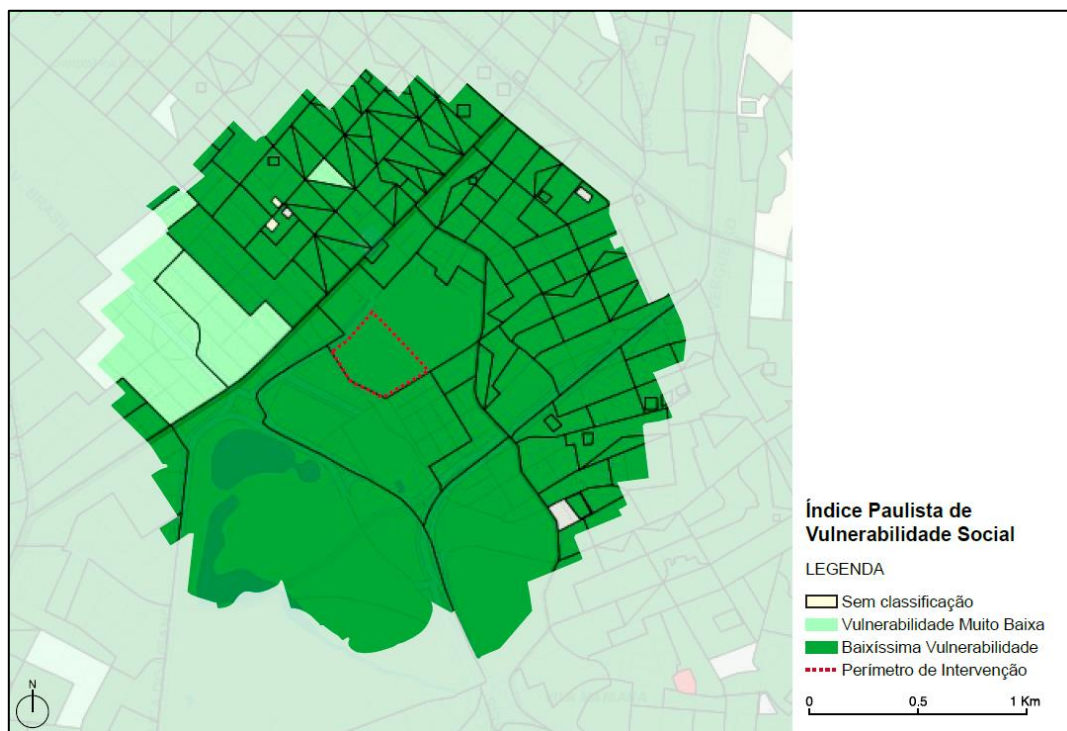 Índice Paulista de
Vulnerabilidade Social
LEGENDA
Sem classificação
Vulnerabilidade Muito Baixa
Baixíssima Vulnerabilidade
Perímetro de Intervenção
N
0 0,5 1 Km